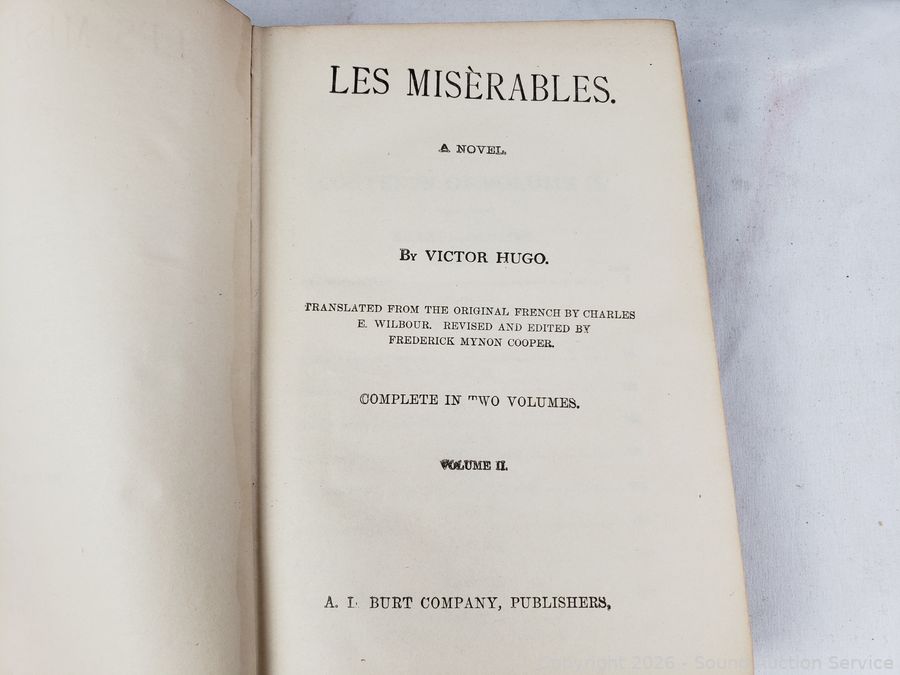 LES MISÈRABLES.
A NOVEL.
By VICTOR HUGO.
TRANSLATED FROM THE ORIGINAL FRENCH BY CHARLES
E. WILBOUR. REVISED AND EDITED BY
FREDERICK MYNON COOPER.
COMPLETE IN TWO VOLUMES.
VOLUME II.
A. L. BURT COMPANY, PUBLISHERS,
Copyright 2026 - Sound Auction Service